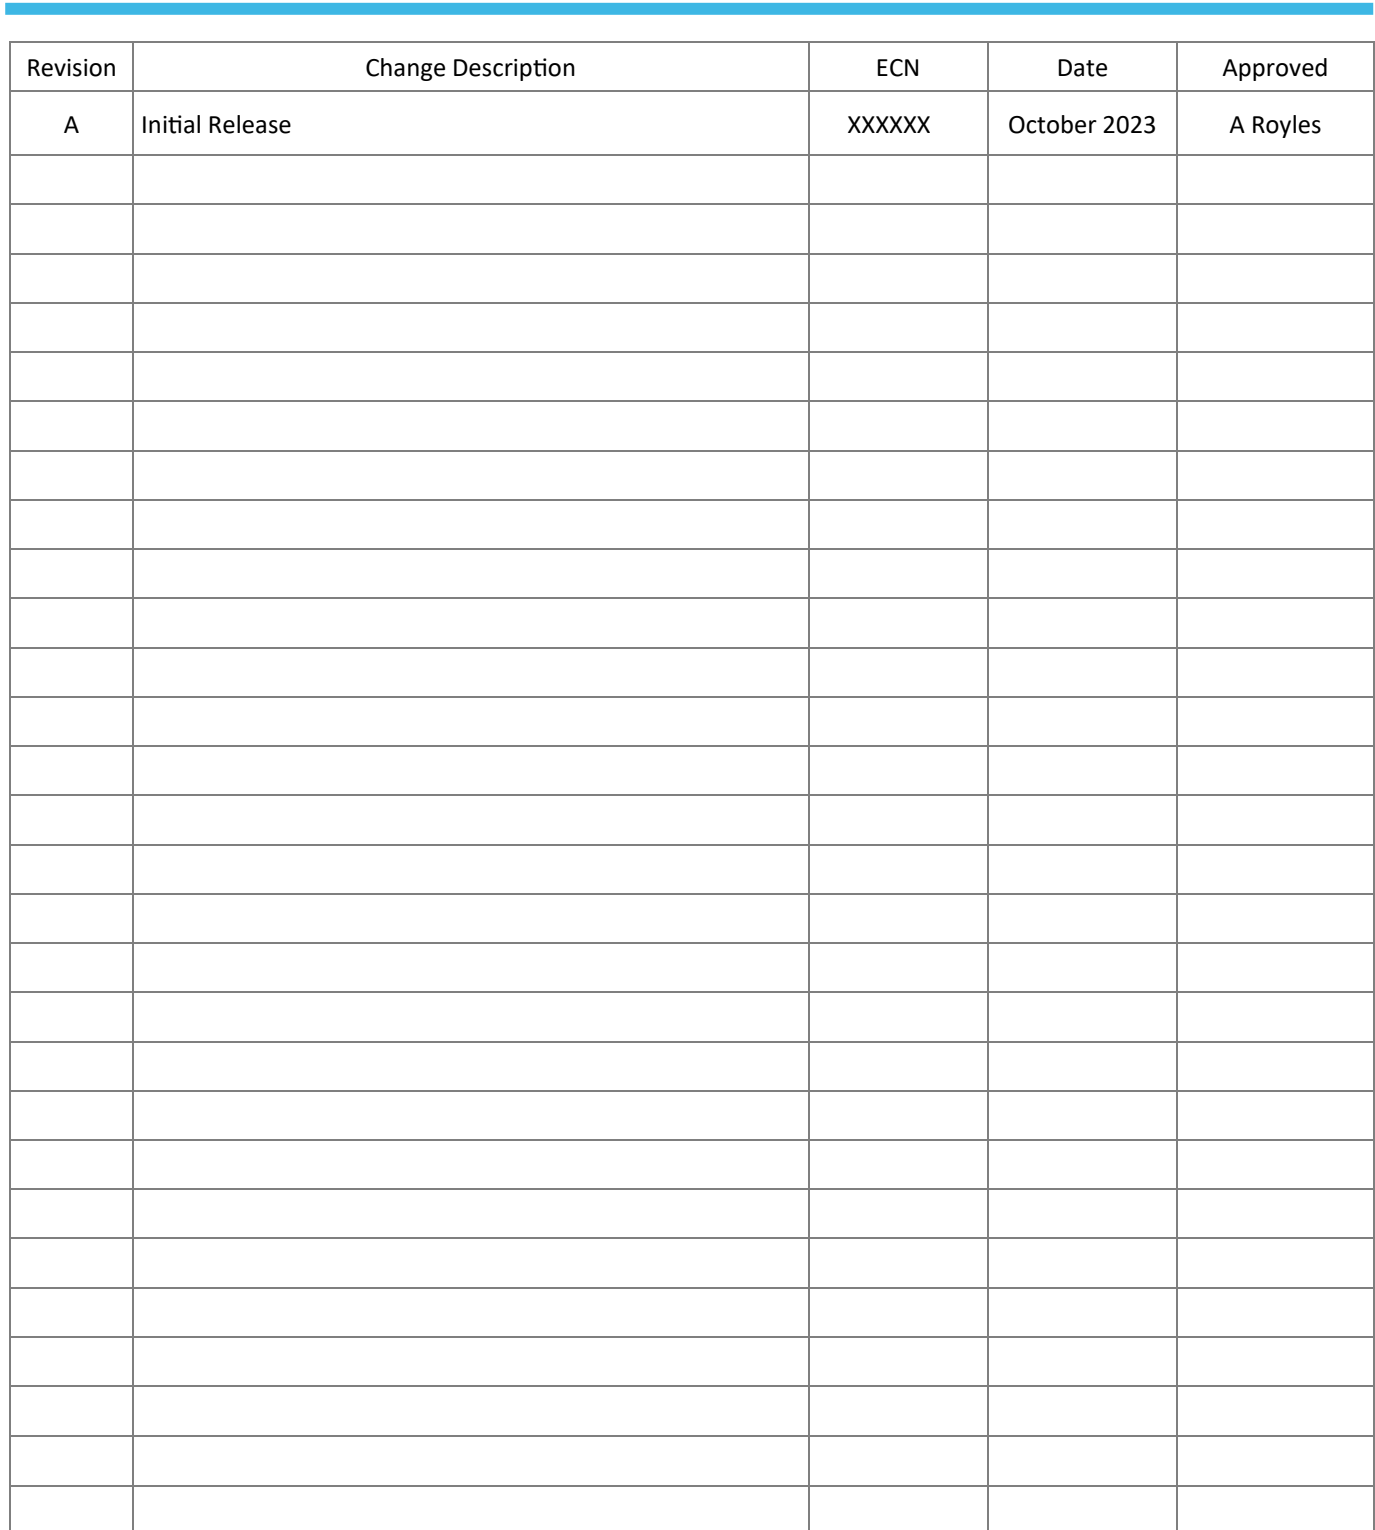 Revision Change Description ECN Date Approved
A Initial Release XXXXXX October 2023 A Royles